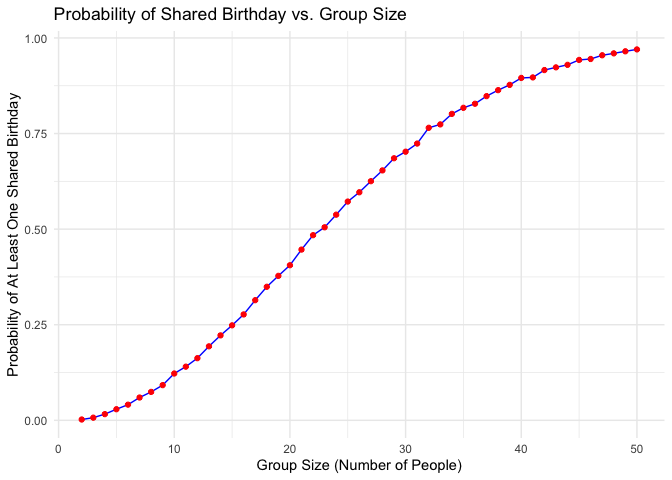 Probability of Shared Birthday vs. Group Size
Probability of At Least One Shared Birthday
1.00
0.75
0.50
0.25
0.00
0 10 20 30 40 50
Group Size (Number of People)